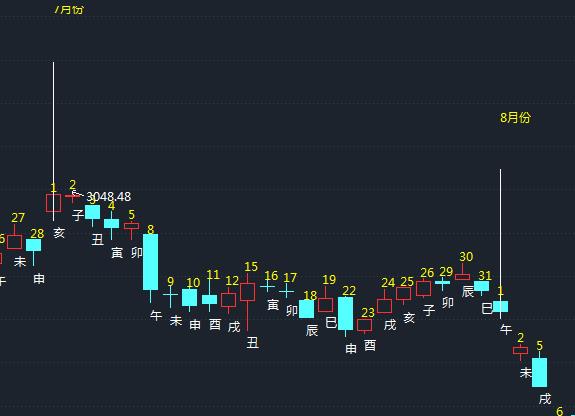 7月份
8月份
30
31
29
26
25
24
23
22
19
18
17
16
15
12
11
10
9
8
5
4
3
2
1
28
27
6
3048.48
1
2
5
6
午
未
申
亥
子
丑
寅
卯
午
未
申
酉
戌
丑
寅
卯
辰
巳
申
酉
戌
亥
子
卯
辰
巳
午
未
戌